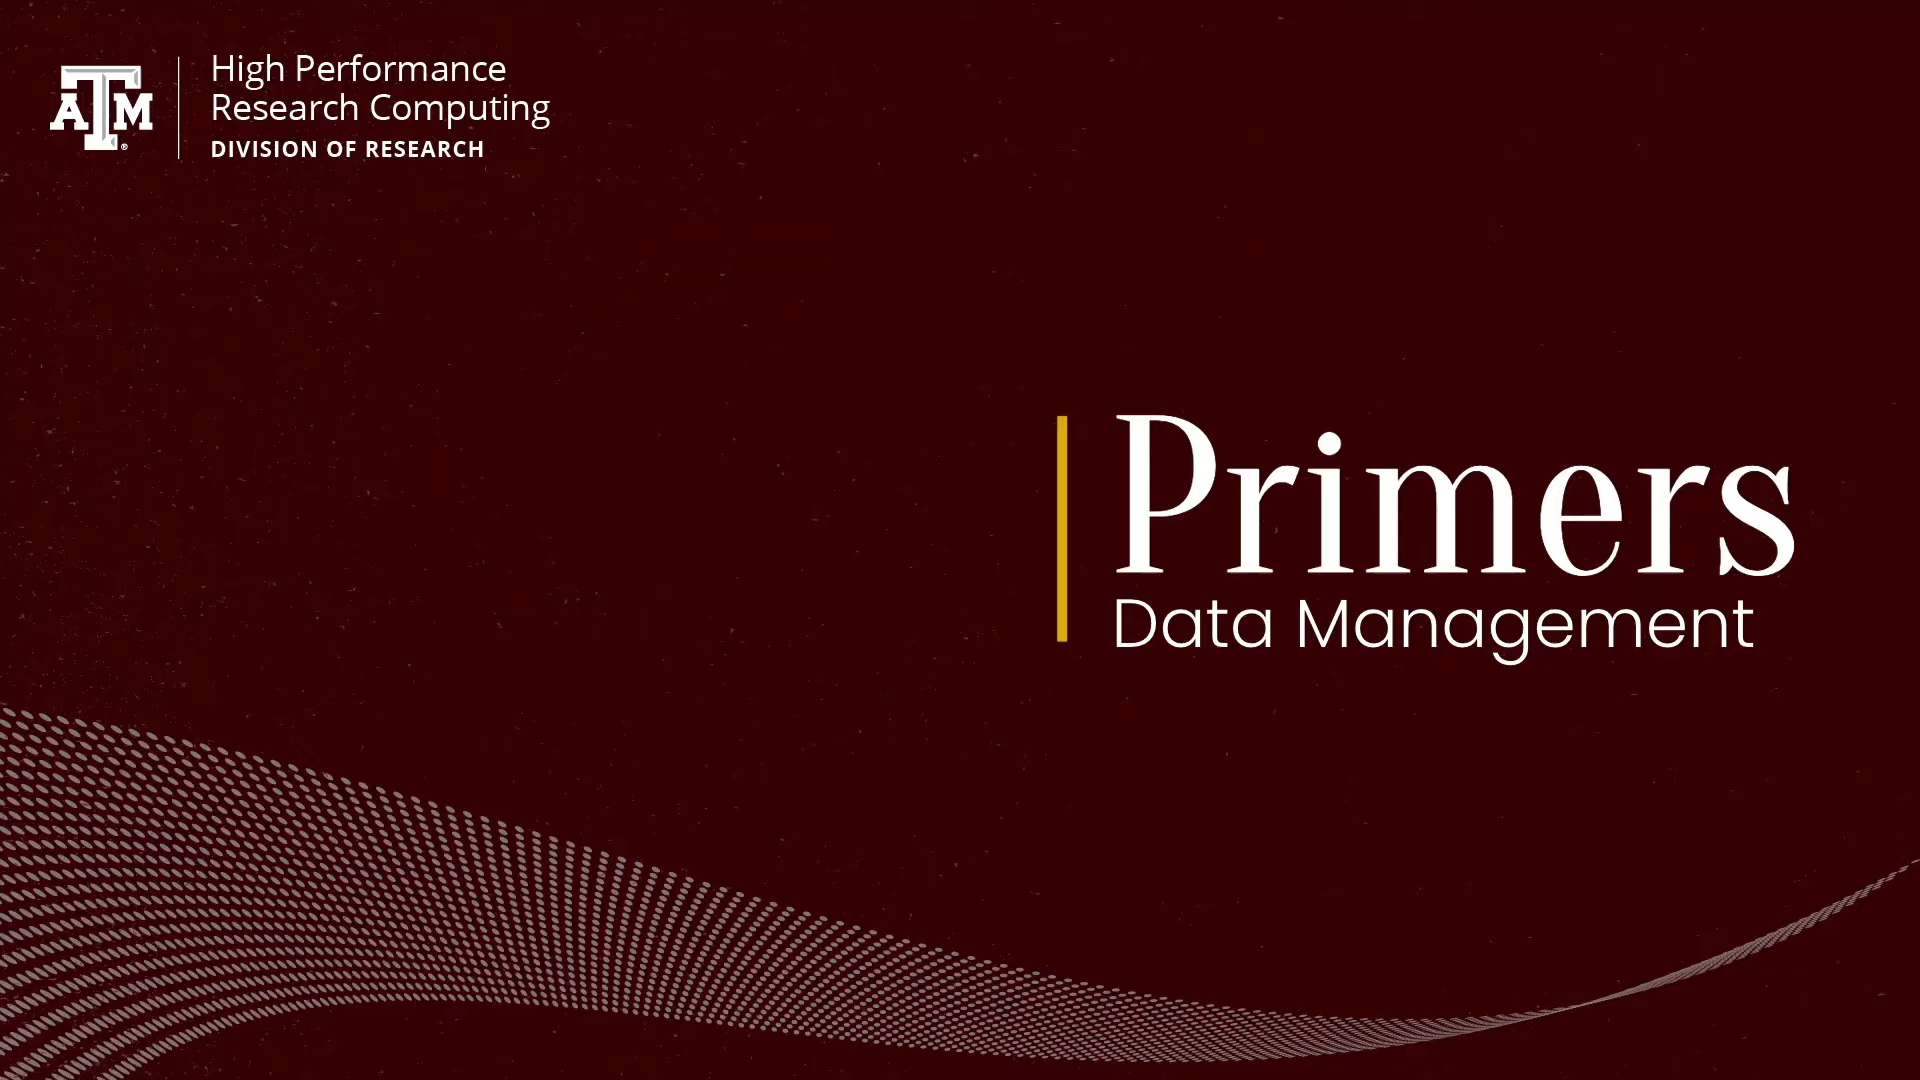 ATM®
High Performance
Research Computing
DIVISION OF RESEARCH
Primers
Data Management